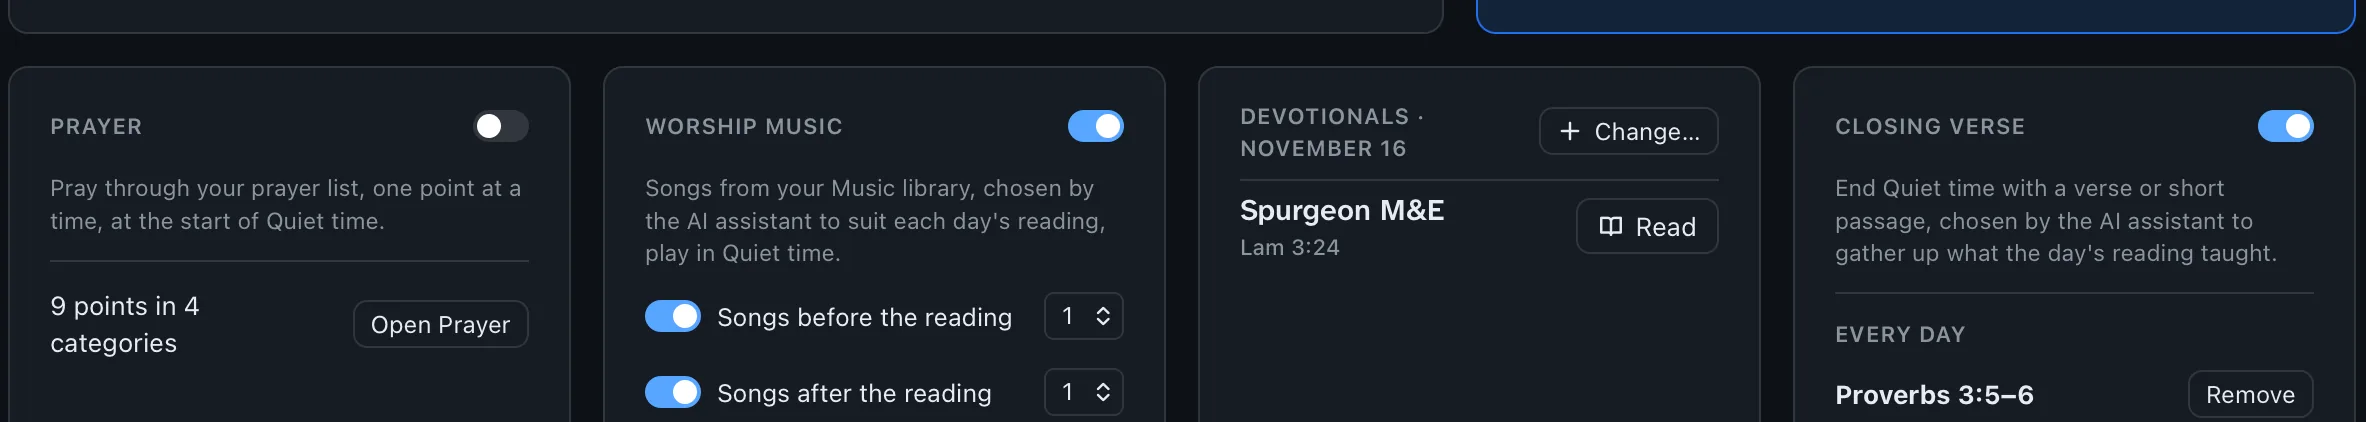 PRAYER
Pray through your prayer list, one point at a
time, at the start of Quiet time.
9 points in 4
categories
Open Prayer
WORSHIP MUSIC
Songs from your Music library, chosen by
the AI assistant to suit each day's reading,
play in Quiet time.
Songs before the reading
1
Songs after the reading
1
DEVOTIONALS ·
NOVEMBER 16
+ Change...
Spurgeon M&E
Lam 3:24
Read
CLOSING VERSE
End Quiet time with a verse or short
passage, chosen by the AI assistant to
gather up what the day's reading taught.
EVERY DAY
Proverbs 3:5–6
Remove